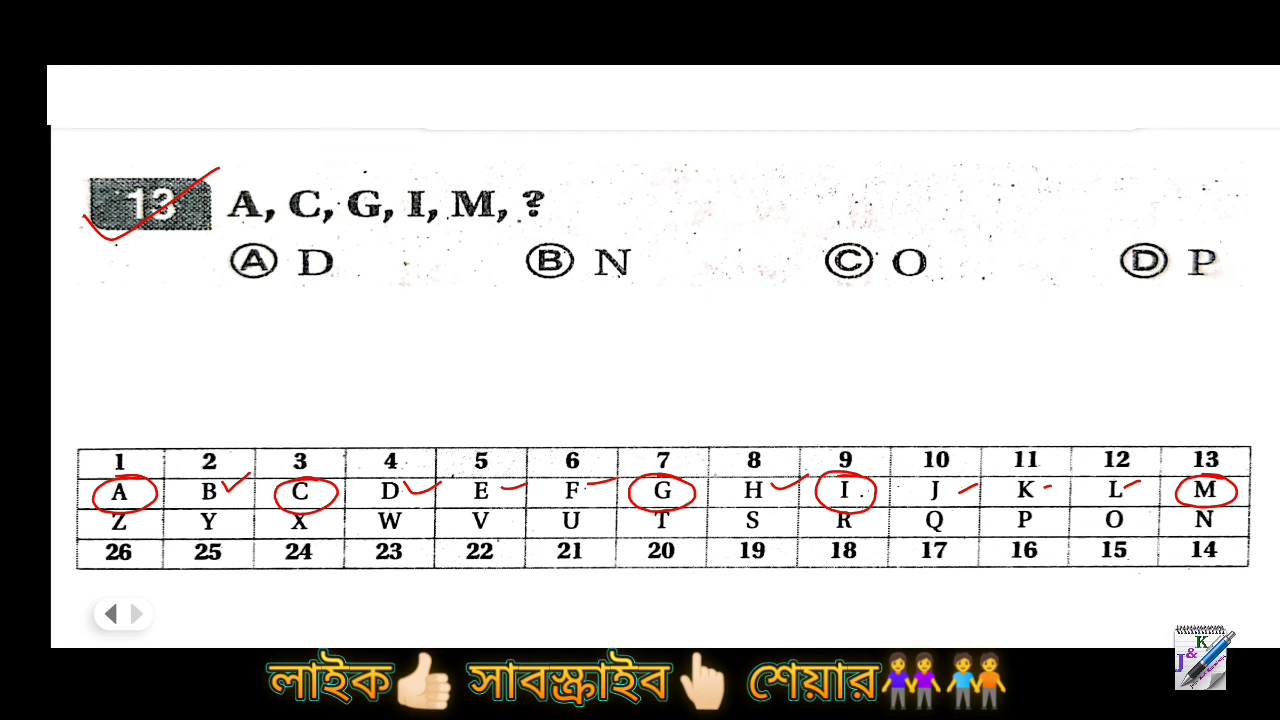 13 A, C, G, I, M, ?
Ⓐ D Ⓑ N Ⓒ O Ⓓ P
1 2 3 4 5 6 7 8 9 10 11 12 13
A B C D E F G H I J K L M
Z Y X W V U T S R Q P O N
26 25 24 23 22 21 20 19 18 17 16 15 14
J & K
লাইক 👍🏻 সাবস্ক্রাইব 👆🏻 শেয়ার 👭👫